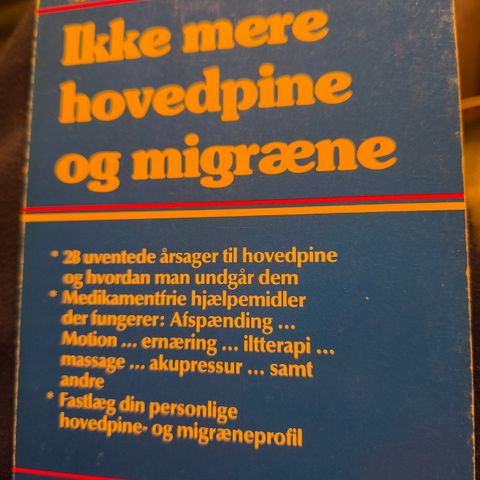 Ikke mere
hovedpine
og migræne
* 28 uventede årsager til hovedpine
og hvordan man undgår dem
* Medikamentfrie hjælpemidler
der fungerer: Afspænding ...
Motion ... ernæring ... iltterapi ...
massage ... akupressur ... samt
andre
* Fastlæg din personlige
hovedpine- og migræneprofil